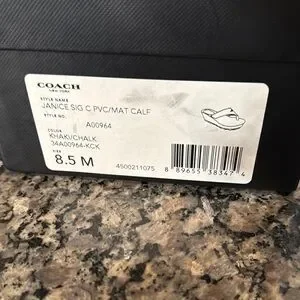 COACH
NEW YORK
STYLE NAME
JANICE SIG C PVC/MAT CALF
STYLE NO.
A00964
COLOR
KHAKI/CHALK
34A00964-KCK
SIZE
8.5 M
4500211075
8 89655 38347 4